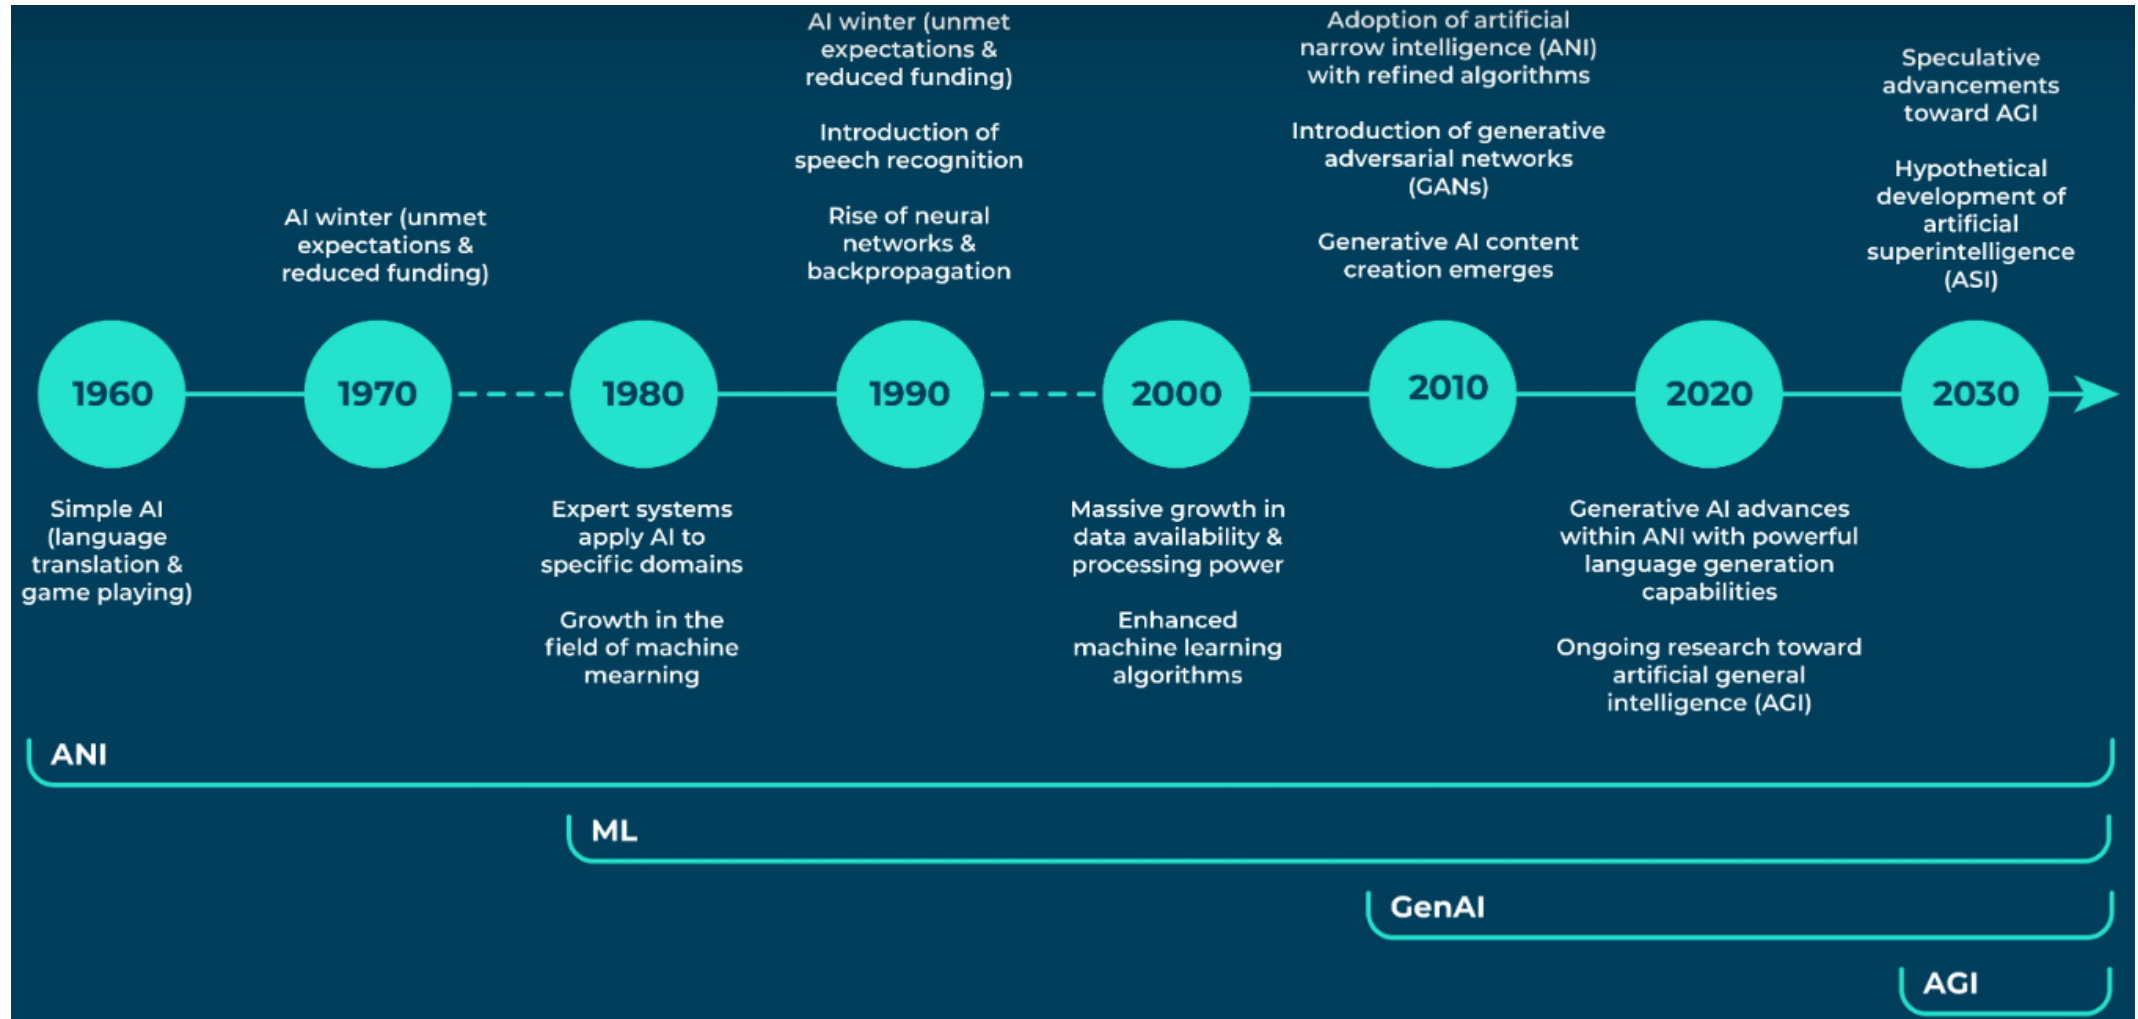 AI winter (unmet
expectations &
reduced funding)
Introduction of
speech recognition
Rise of neural
networks &
backpropagation
Adoption of artificial
narrow intelligence (ANI)
with refined algorithms
Introduction of generative
adversarial networks
(GANs)
Generative AI content
creation emerges
Speculative
advancements
toward AGI
Hypothetical
development of
artificial
superintelligence
(ASI)
AI winter (unmet
expectations &
reduced funding)
1960
1970
1980
1990
2000
2010
2020
2030
Simple AI
(language
translation &
game playing)
Expert systems
apply AI to
specific domains
Growth in the
field of machine
mearning
Massive growth in
data availability &
processing power
Enhanced
machine learning
algorithms
Generative AI advances
within ANI with powerful
language generation
capabilities
Ongoing research toward
artificial general
intelligence (AGI)
ANI
ML
GenAI
AGI